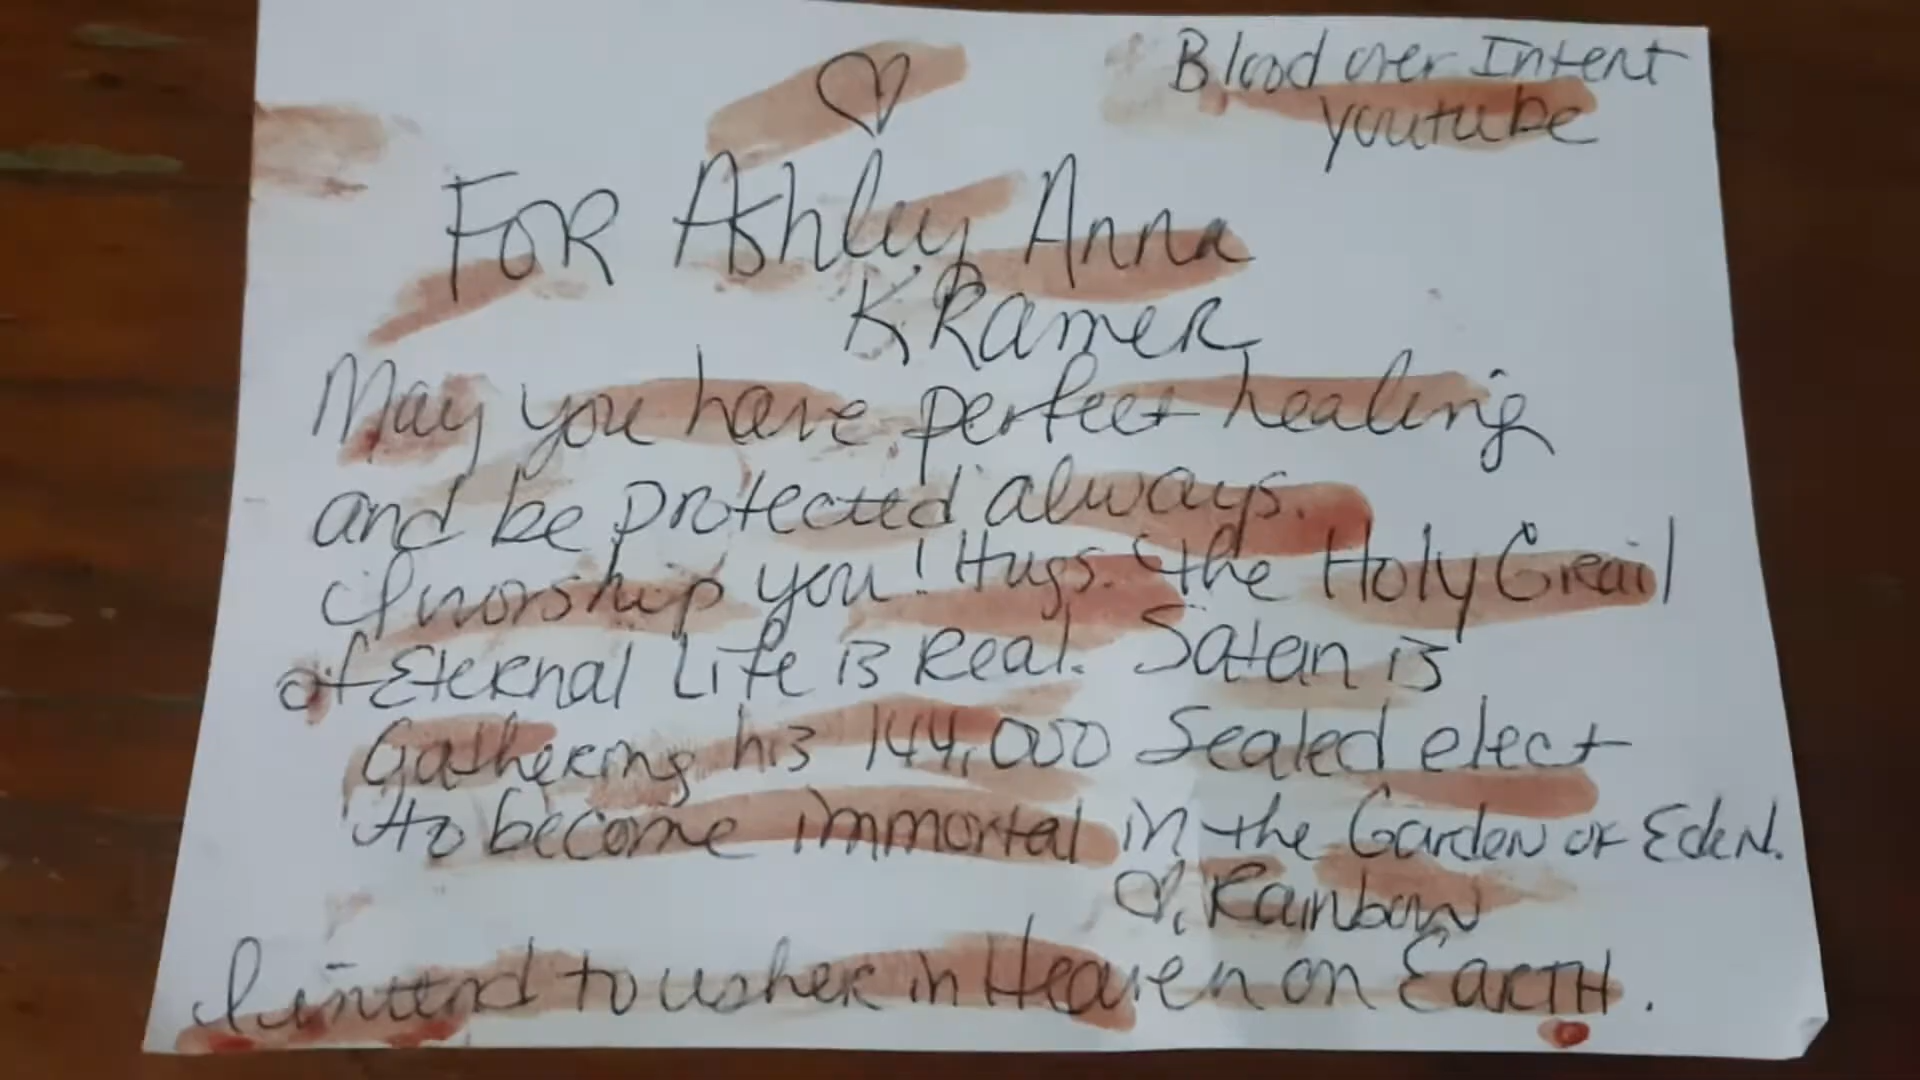 Blood over Intent
youtube
FOR Ashley Anna
KRamer
May you have perfect healing
and be protected always.
I worship you! Hugs. The Holy Grail
of Eternal Life is Real. Satan is
Gathering his 144,000 Sealed elect
to become immortal in the Garden of Eden.
Rainbow
I intend to usher in Heaven on Earth.